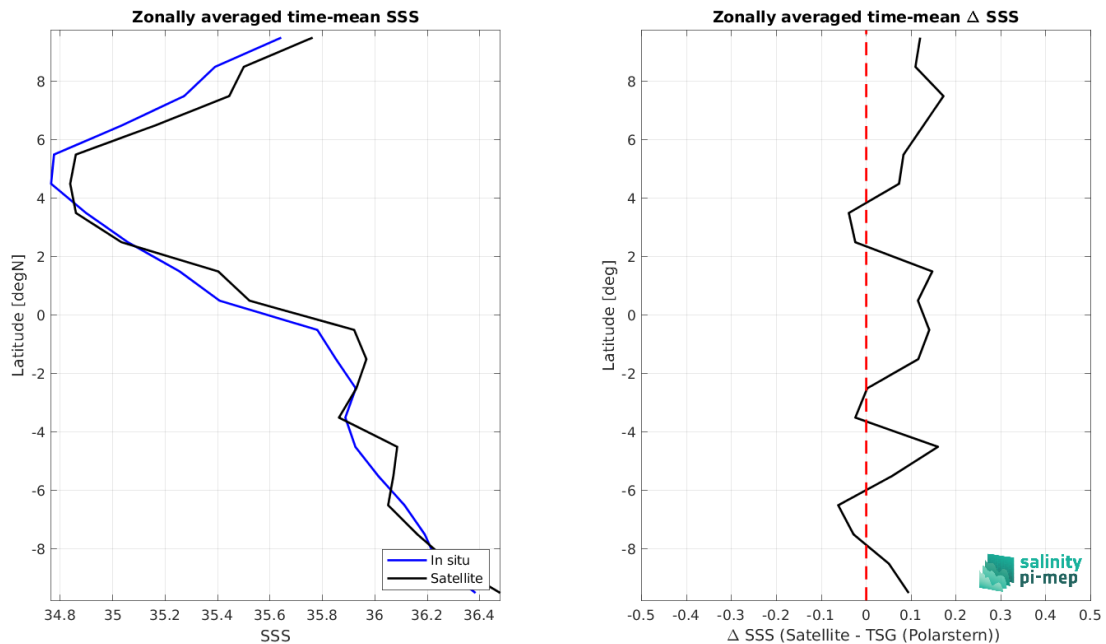 Zonally averaged time-mean SSS
8
6
4
2
0
-2
-4
-6
-8
Latitude [degN]
34.8 35 35.2 35.4 35.6 35.8 36 36.2 36.4
SSS
In situ
Satellite
Zonally averaged time-mean Δ SSS
8
6
4
2
0
-2
-4
-6
-8
Latitude [deg]
-0.5 -0.4 -0.3 -0.2 -0.1 0 0.1 0.2 0.3 0.4 0.5
Δ SSS (Satellite - TSG (Polarstern))
salinity
pi-mep